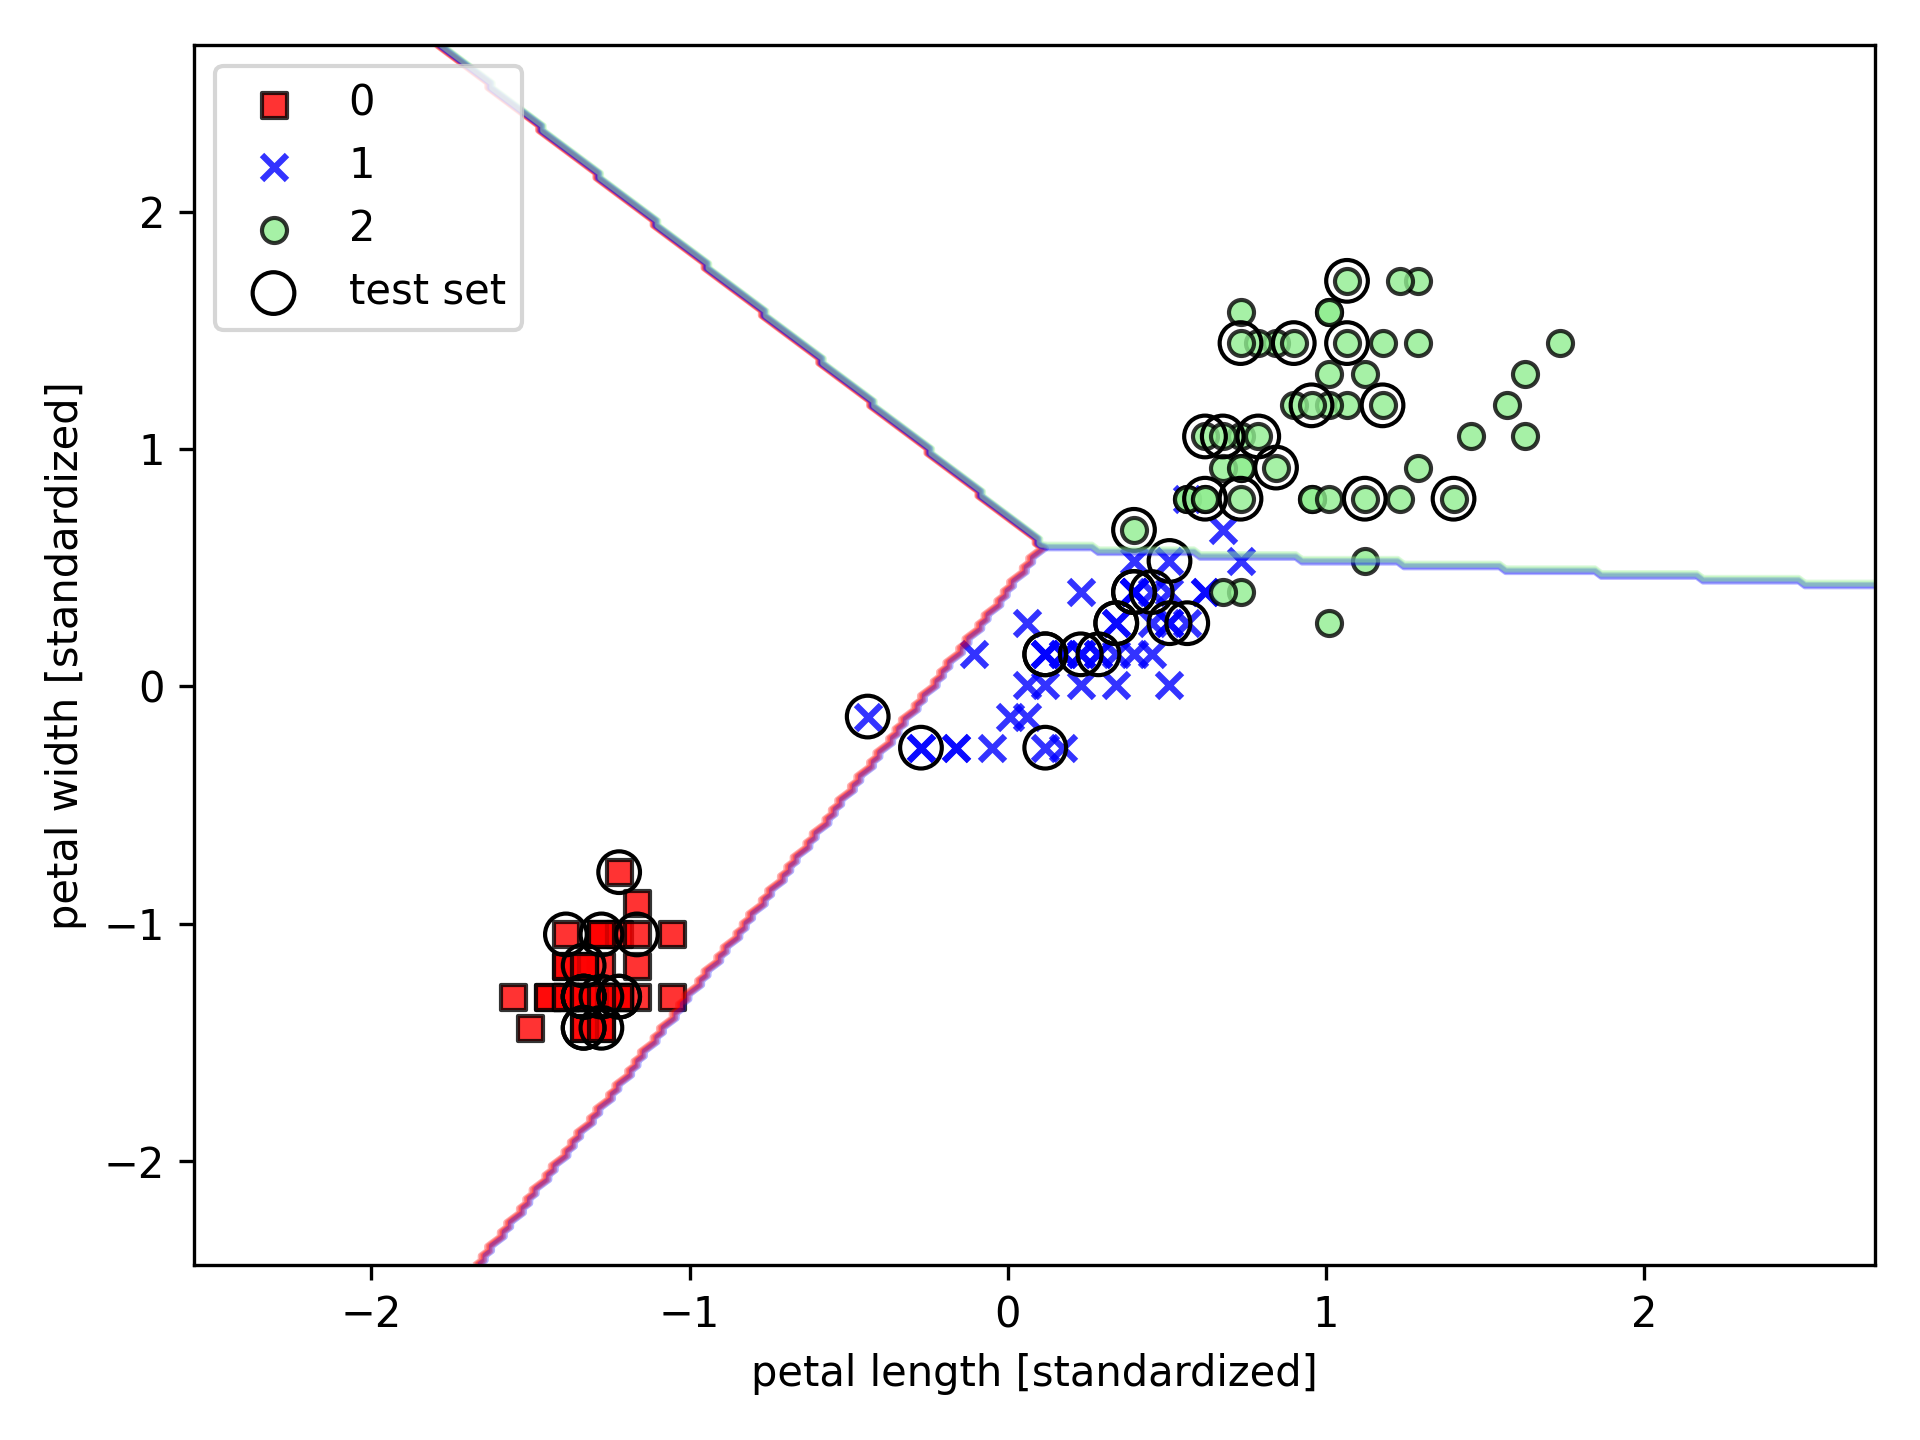 0
1
2
test set
2
1
0
−1
−2
petal width [standardized]
−2 −1 0 1 2
petal length [standardized]